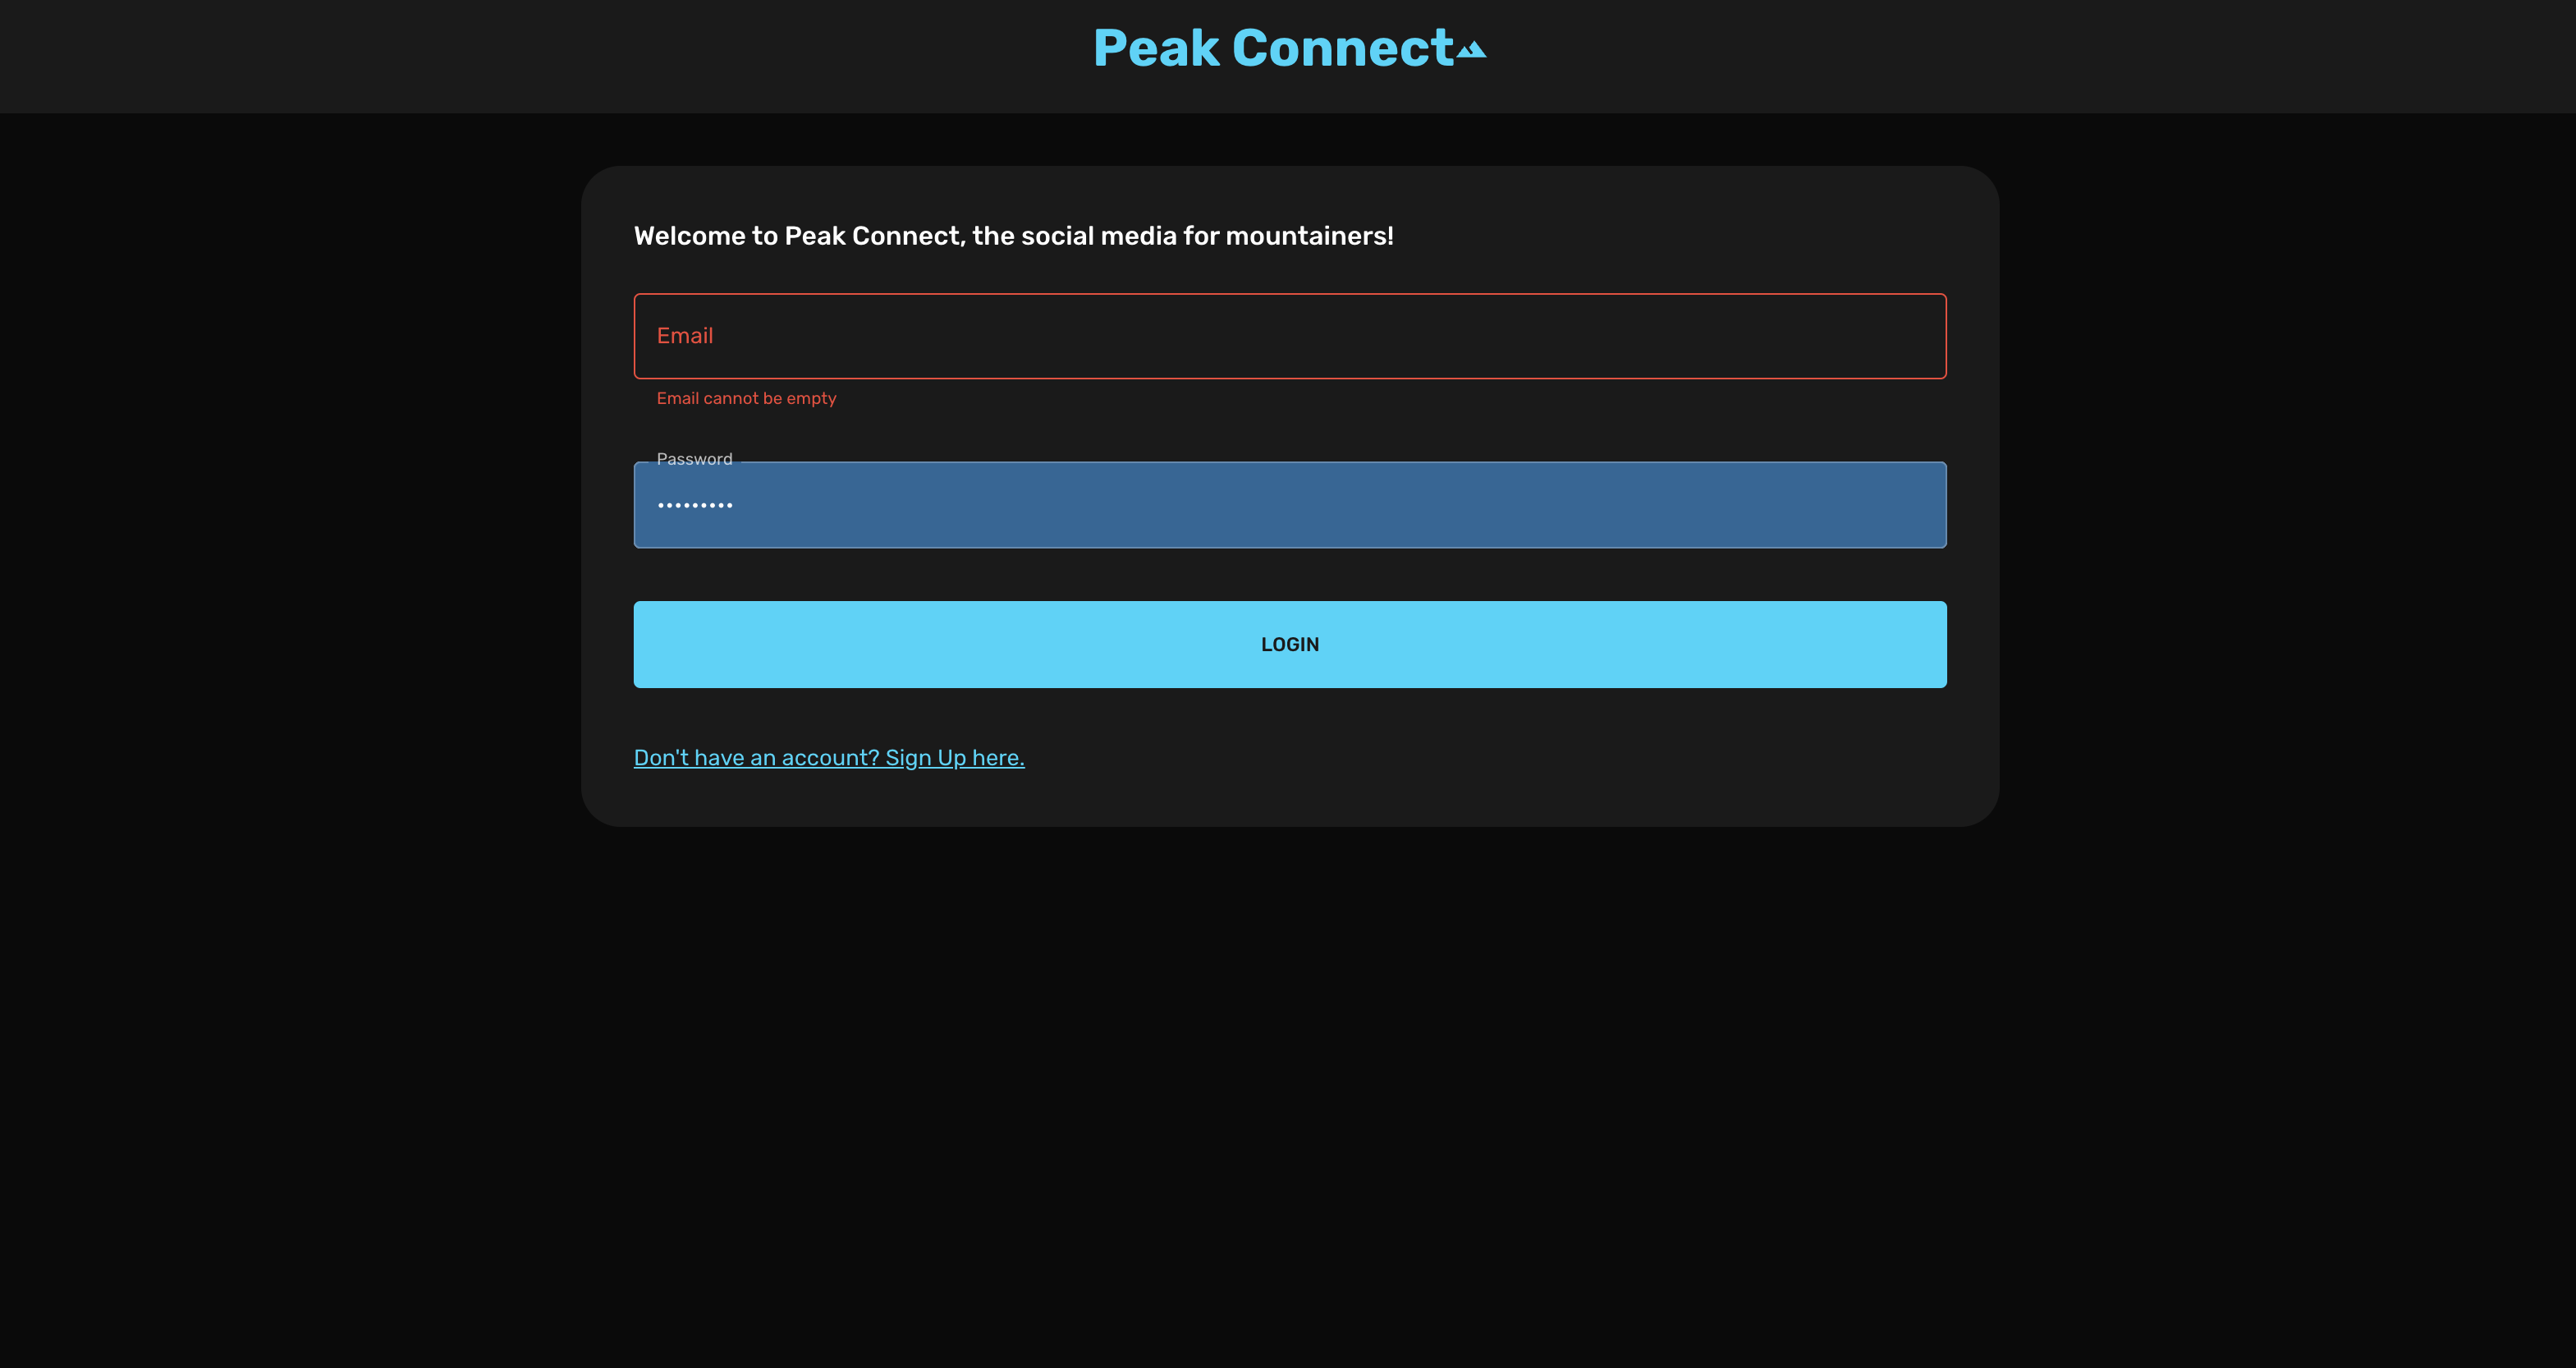 Peak Connect
Welcome to Peak Connect, the social media for mountainers!
Email
Email cannot be empty
Password
•••••••••
LOGIN
Don't have an account? Sign Up here.